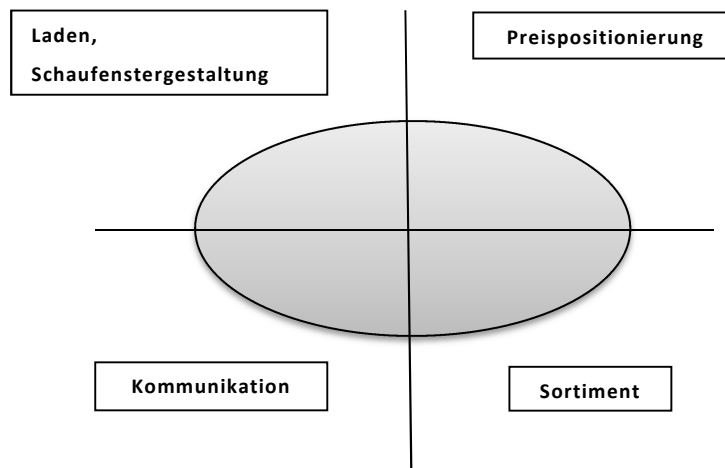 Laden,
Schaufenstergestaltung
Preispositionierung
Kommunikation
Sortiment